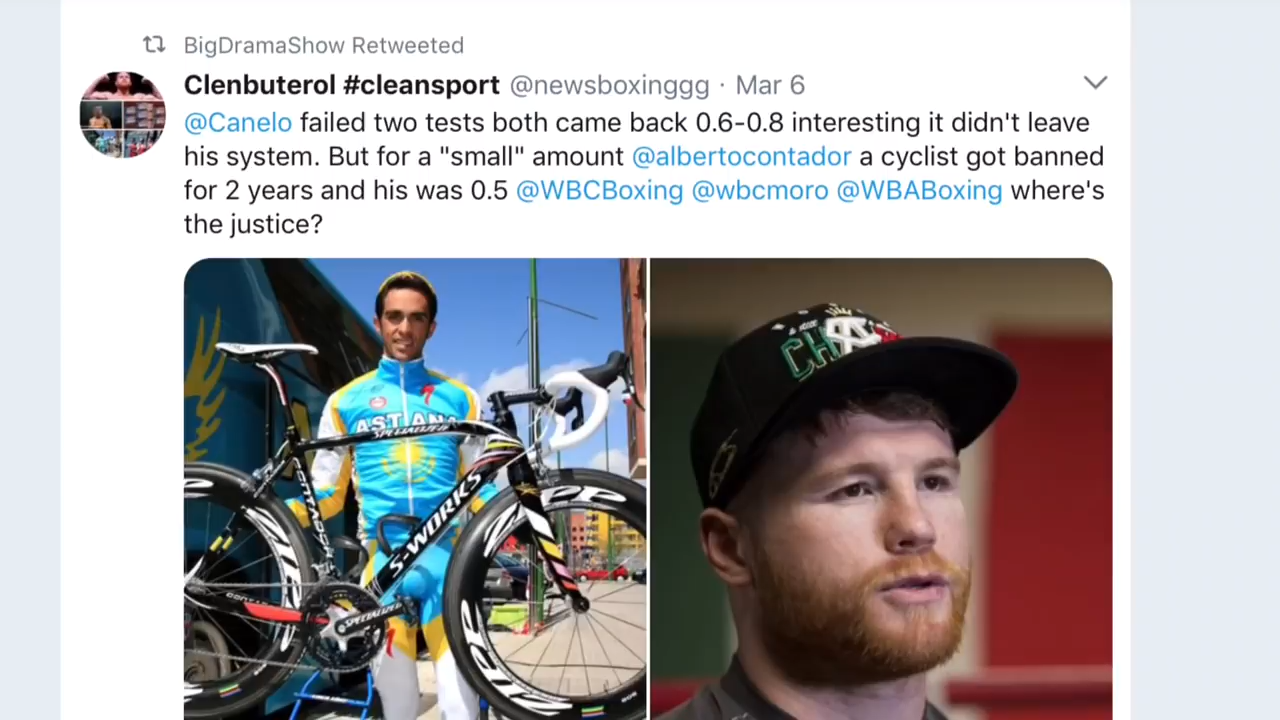 BigDramaShow Retweeted
Clenbuterol #cleansport @newsboxinggg · Mar 6
@Canelo failed two tests both came back 0.6-0.8 interesting it didn't leave
his system. But for a "small" amount @albertocontador a cyclist got banned
for 2 years and his was 0.5 @WBCBoxing @wbcmoro @WBABoxing where's
the justice?
ASTANA
SPECIALIZED
S-WORKS
ZIPP
SPECIALIZED